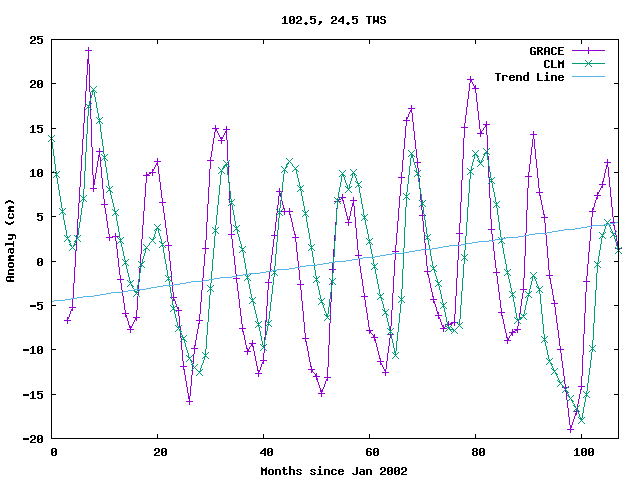 102.5, 24.5 TWS
GRACE
CLM
Trend Line
25
20
15
10
5
0
-5
-10
-15
-20
Anomaly (cm)
0 20 40 60 80 100
Months since Jan 2002